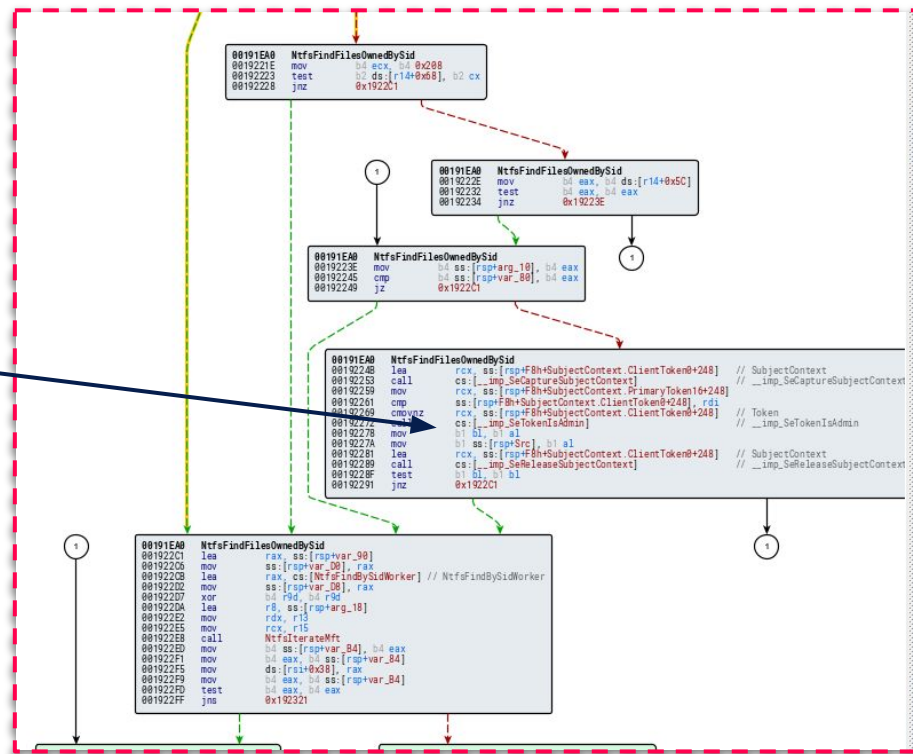 00191EA0 NtfsFindFilesOwnedBySid
0019221E mov b4 ecx, b4 0x208
00192223 test b2 ds:[r14+0x68], b2 cx
00192228 jnz 0x1922C1
1
00191EA0 NtfsFindFilesOwnedBySid
0019222E mov b4 eax, b4 ds:[r14+0x5C]
00192232 test b4 eax, b4 eax
00192234 jnz 0x19223E
1
00191EA0 NtfsFindFilesOwnedBySid
0019223E mov b4 ss:[rsp+arg_10], b4 eax
00192245 cmp b4 ss:[rsp+var_80], b4 eax
00192249 jz 0x1922C1
00191EA0 NtfsFindFilesOwnedBySid
0019224B lea rcx, ss:[rsp+F8h+SubjectContext.ClientToken0+248] // SubjectContext
00192253 call cs:[__imp_SeCaptureSubjectContext] // __imp_SeCaptureSubjectContext
00192259 mov rcx, ss:[rsp+F8h+SubjectContext.PrimaryToken16+248]
00192261 cmp ss:[rsp+F8h+SubjectContext.ClientToken0+248], rdi
00192269 cmovnz rcx, ss:[rsp+F8h+SubjectContext.ClientToken0+248] // Token
00192272 call cs:[__imp_SeTokenIsAdmin] // __imp_SeTokenIsAdmin
00192278 mov b1 bl, b1 al
0019227A mov b1 ss:[rsp+Src], b1 al
00192281 lea rcx, ss:[rsp+F8h+SubjectContext.ClientToken0+248] // SubjectContext
00192289 call cs:[__imp_SeReleaseSubjectContext] // __imp_SeReleaseSubjectContext
0019228F test b1 bl, b1 bl
00192291 jnz 0x1922C1
1
1
00191EA0 NtfsFindFilesOwnedBySid
001922C1 lea rax, ss:[rsp+var_90]
001922C6 mov ss:[rsp+var_D0], rax
001922CB lea rax, cs:[NtfsFindBySidWorker] // NtfsFindBySidWorker
001922D2 mov ss:[rsp+var_D8], rax
001922D7 xor b4 r9d, b4 r9d
001922DA lea r8, ss:[rsp+arg_18]
001922E2 mov rdx, r13
001922E5 mov rcx, r15
001922E8 call NtfsIterateMft
001922ED mov b4 ss:[rsp+var_B4], b4 eax
001922F1 mov b4 eax, b4 ss:[rsp+var_84]
001922F5 mov ds:[rsi+0x38], rax
001922F9 mov b4 eax, b4 ss:[rsp+var_B4]
001922FD test b4 eax, b4 eax
001922FF jns 0x192321